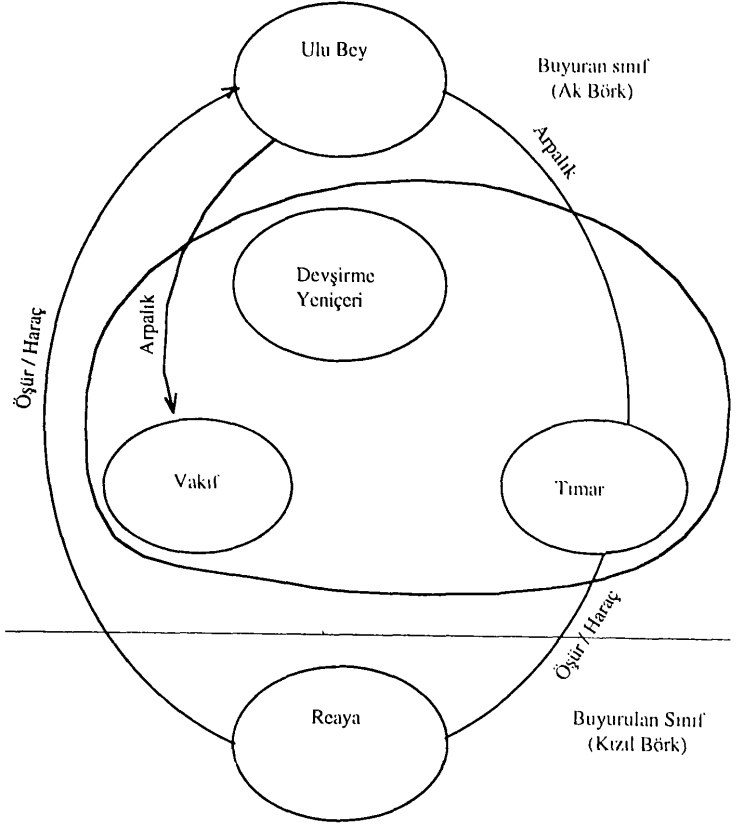 Ulu Bey
Buyuran sınıf
(Ak Börk)
Arpalık
Devşirme
Yeniçeri
Arpalık
Öşür / Haraç
Vakıf
Tımar
Öşür / Haraç
Reaya
Buyurulan Sınıf
(Kızıl Börk)